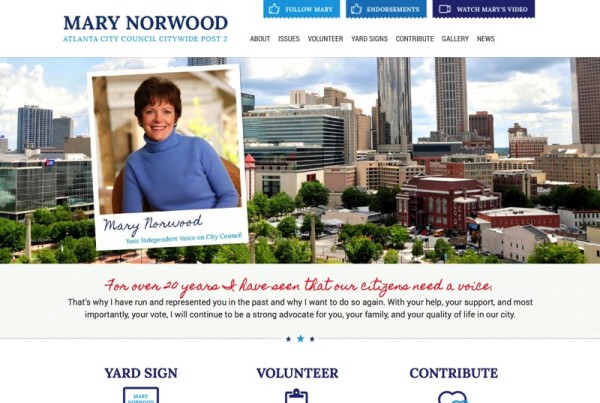 MARY NORWOOD
ATLANTA CITY COUNCIL CITYWIDE POST 2
FOLLOW MARY
ENDORSEMENTS
WATCH MARY'S VIDEO
ABOUT ISSUES VOLUNTEER YARD SIGNS CONTRIBUTE GALLERY NEWS
Mary Norwood
Your Independent Voice on City Council
For over 20 years I have seen that our citizens need a voice.
That's why I have run and represented you in the past and why I want to do so again. With your help, your support, and most
importantly, your vote, I will continue to be a strong advocate for you, your family, and your quality of life in our city.
YARD SIGN
VOLUNTEER
CONTRIBUTE
MARY
NORWOOD